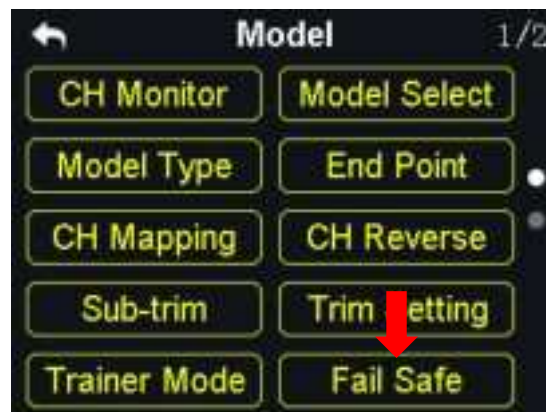 Model 1/2
CH Monitor Model Select
Model Type End Point
CH Mapping CH Reverse
Sub-trim Trim Setting
Trainer Mode Fail Safe